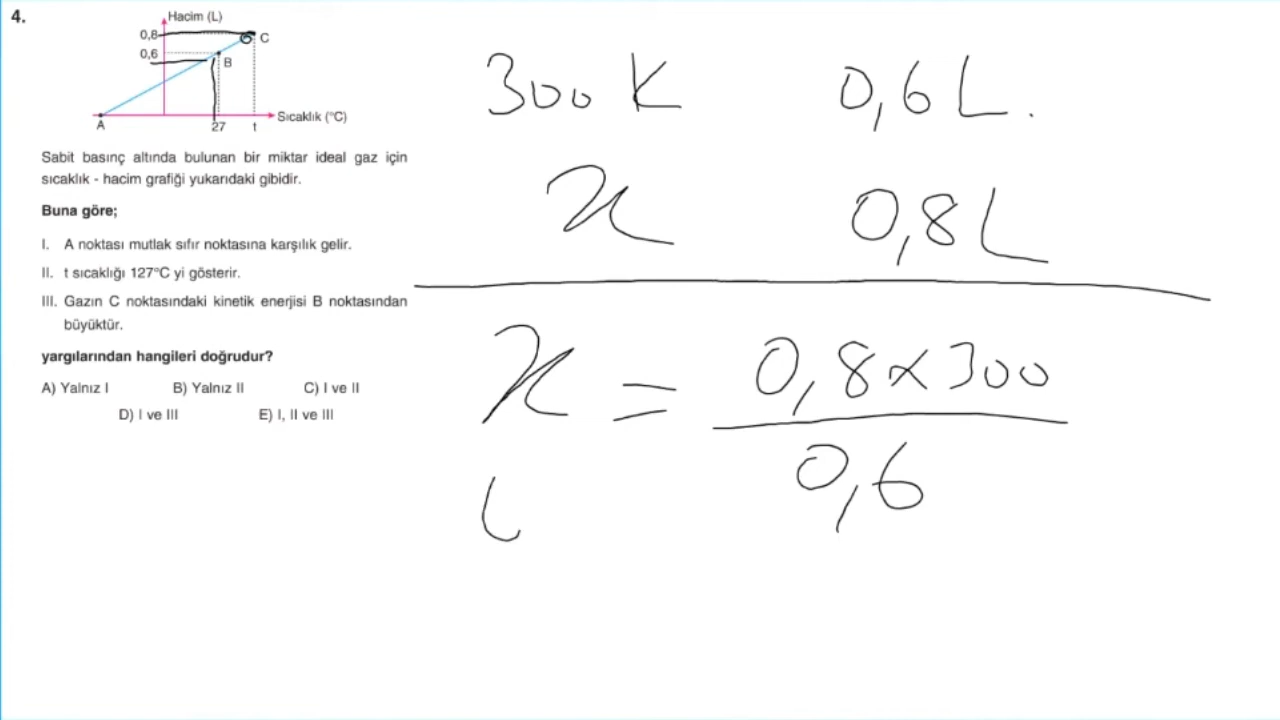 4.
Hacim (L)
0,8
C
0,6
B
A
27
t
Sıcaklık (°C)
Sabit basınç altında bulunan bir miktar ideal gaz için
sıcaklık - hacim grafiği yukarıdaki gibidir.
Buna göre;
I. A noktası mutlak sıfır noktasına karşılık gelir.
II. t sıcaklığı 127°C yi gösterir.
III. Gazın C noktasındaki kinetik enerjisi B noktasından
büyüktür.
yargılarından hangileri doğrudur?
A) Yalnız I B) Yalnız II C) I ve II
D) I ve III E) I, II ve III
300 K 0,6 L.
x 0,8 L
x = 0,8 x 300
0,6